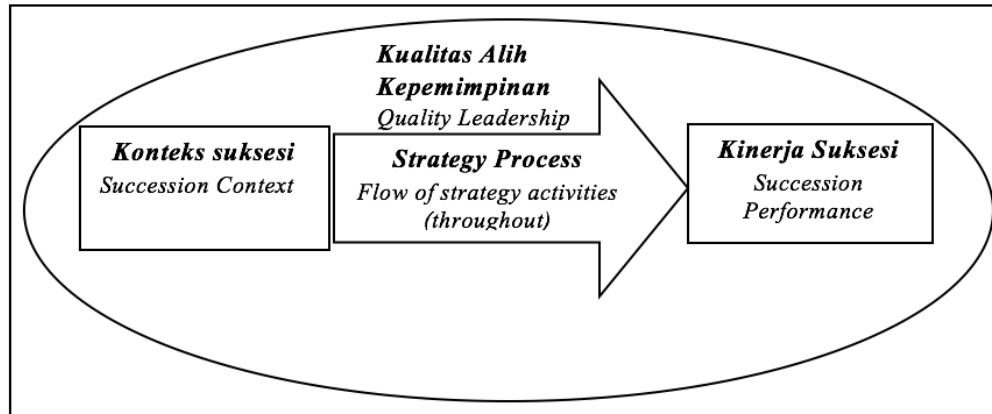 Kualitas Alih
Kepemimpinan
Quality Leadership
Konteks suksesi
Succession Context
Strategy Process
Flow of strategy activities
(throughout)
Kinerja Suksesi
Succession
Performance